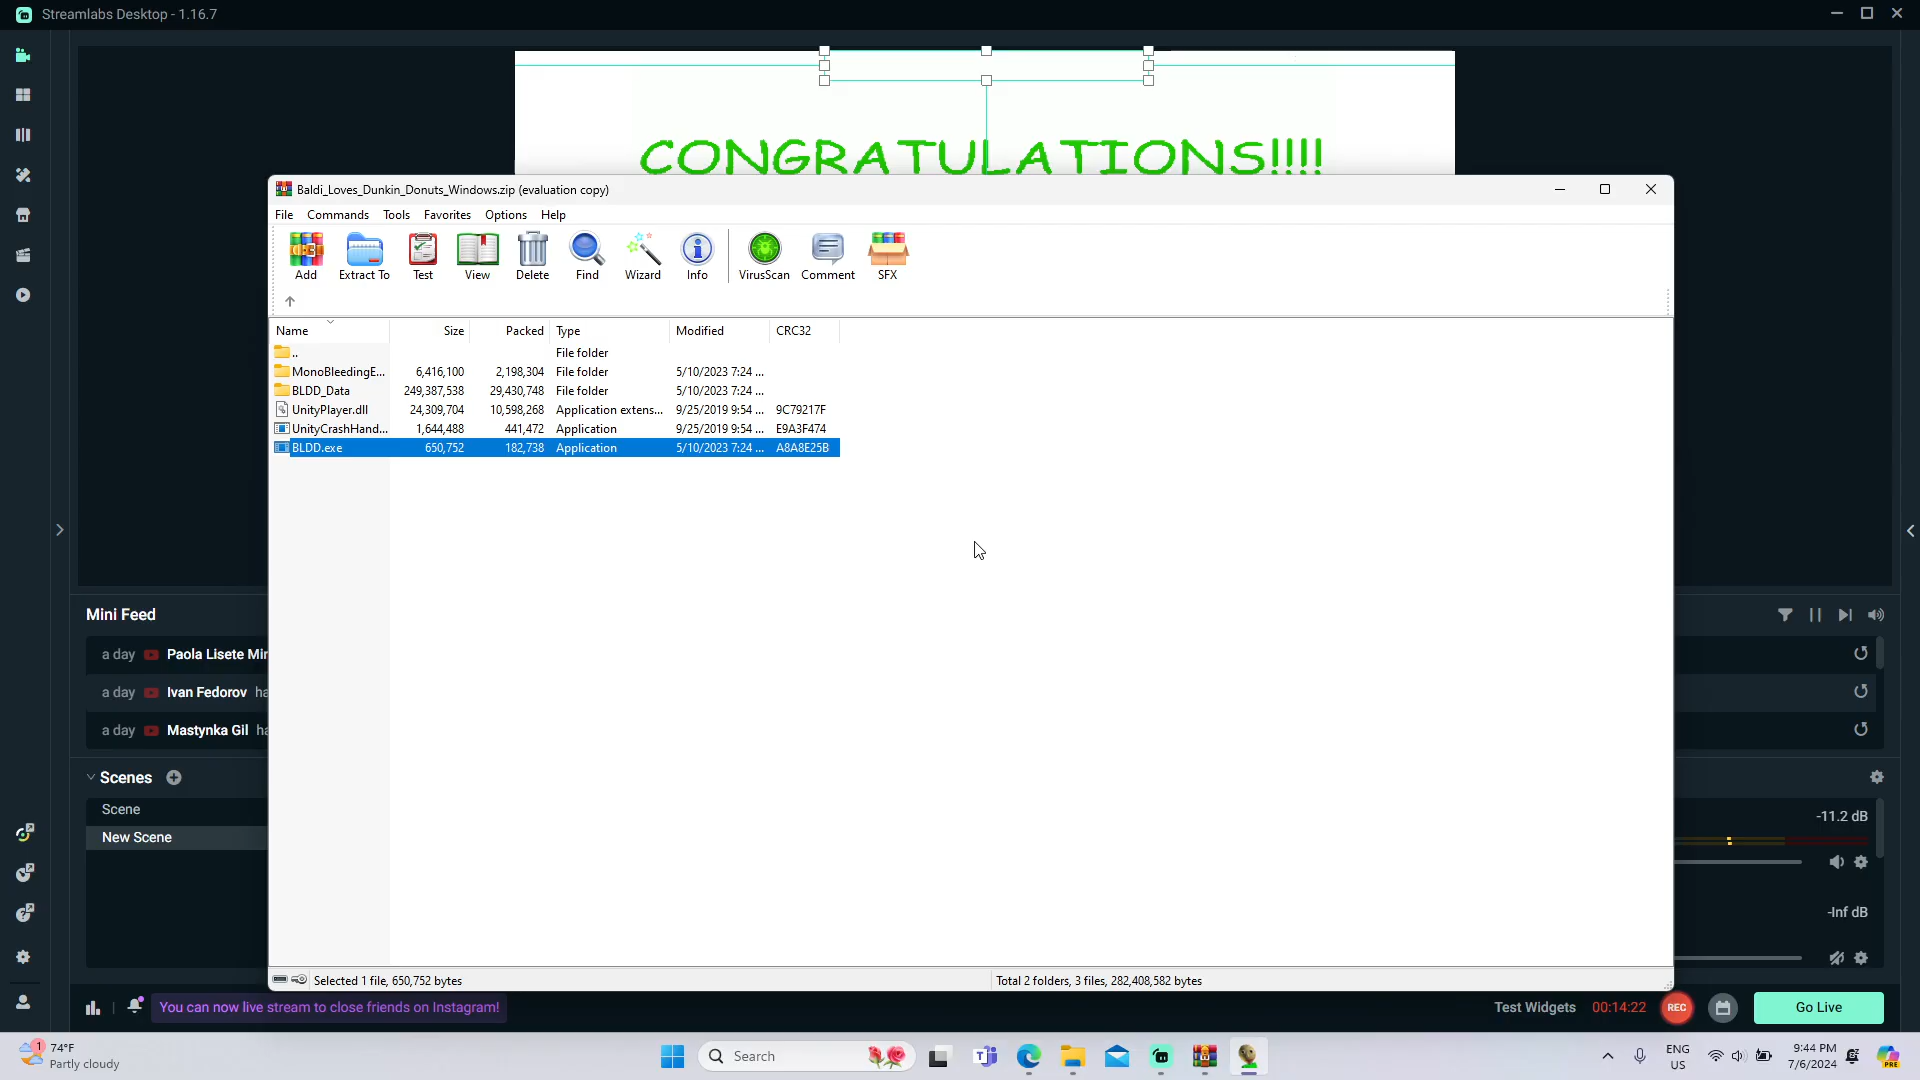 Streamlabs Desktop - 1.16.7
CONGRATULATIONS!!!!
Baldi_Loves_Dunkin_Donuts_Windows.zip (evaluation copy)
File Commands Tools Favorites Options Help
Add Extract To Test View Delete Find Wizard Info VirusScan Comment SFX
Name Size Packed Type Modified CRC32
.. File folder
MonoBleedingE... 6,416,100 2,198,304 File folder 5/10/2023 7:24 ...
BLDD_Data 249,387,538 29,430,748 File folder 5/10/2023 7:24 ...
UnityPlayer.dll 24,309,704 10,598,268 Application extens... 9/25/2019 9:54 ... 9C79217F
UnityCrashHand... 1,644,488 441,472 Application 9/25/2019 9:54 ... E9A3F474
BLDD.exe 650,752 182,738 Application 5/10/2023 7:24 ... A8A8E25B
Mini Feed
a day Paola Lisete Mir
a day Ivan Fedorov ha
a day Mastynka Gil ha
Scenes
Scene
New Scene
-11.2 dB
-Inf dB
Selected 1 file, 650,752 bytes
Total 2 folders, 3 files, 282,408,582 bytes
You can now live stream to close friends on Instagram!
Test Widgets 00:14:22 REC Go Live
1
74°F
Partly cloudy
Search
ENG
US
9:44 PM
7/6/2024
PRE